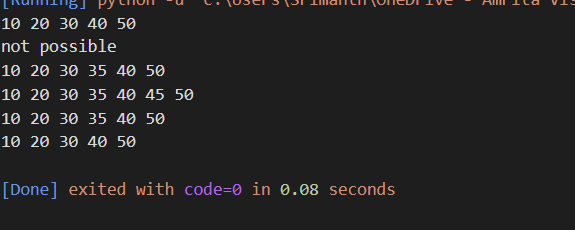 [Running] python -u "c:\Users\Srimanth\OneDrive - Amrita Vis
10 20 30 40 50
not possible
10 20 30 35 40 50
10 20 30 35 40 45 50
10 20 30 35 40 50
10 20 30 40 50
[Done] exited with code=0 in 0.08 seconds